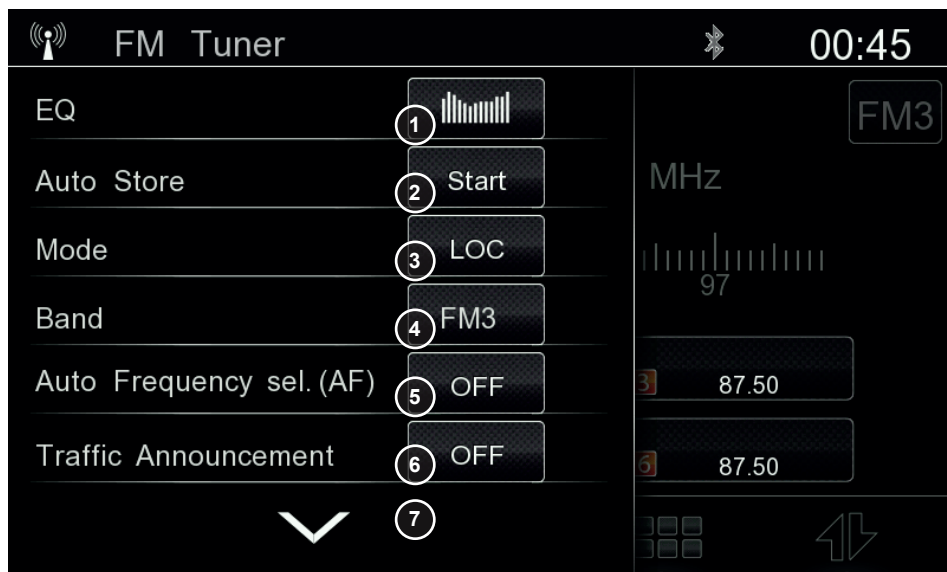 FM Tuner 00:45
EQ 1 FM3
Auto Store 2 Start MHz
Mode 3 LOC
97
Band 4 FM3
Auto Frequency sel. (AF) 5 OFF 3 87.50
Traffic Announcement 6 OFF 6 87.50
7